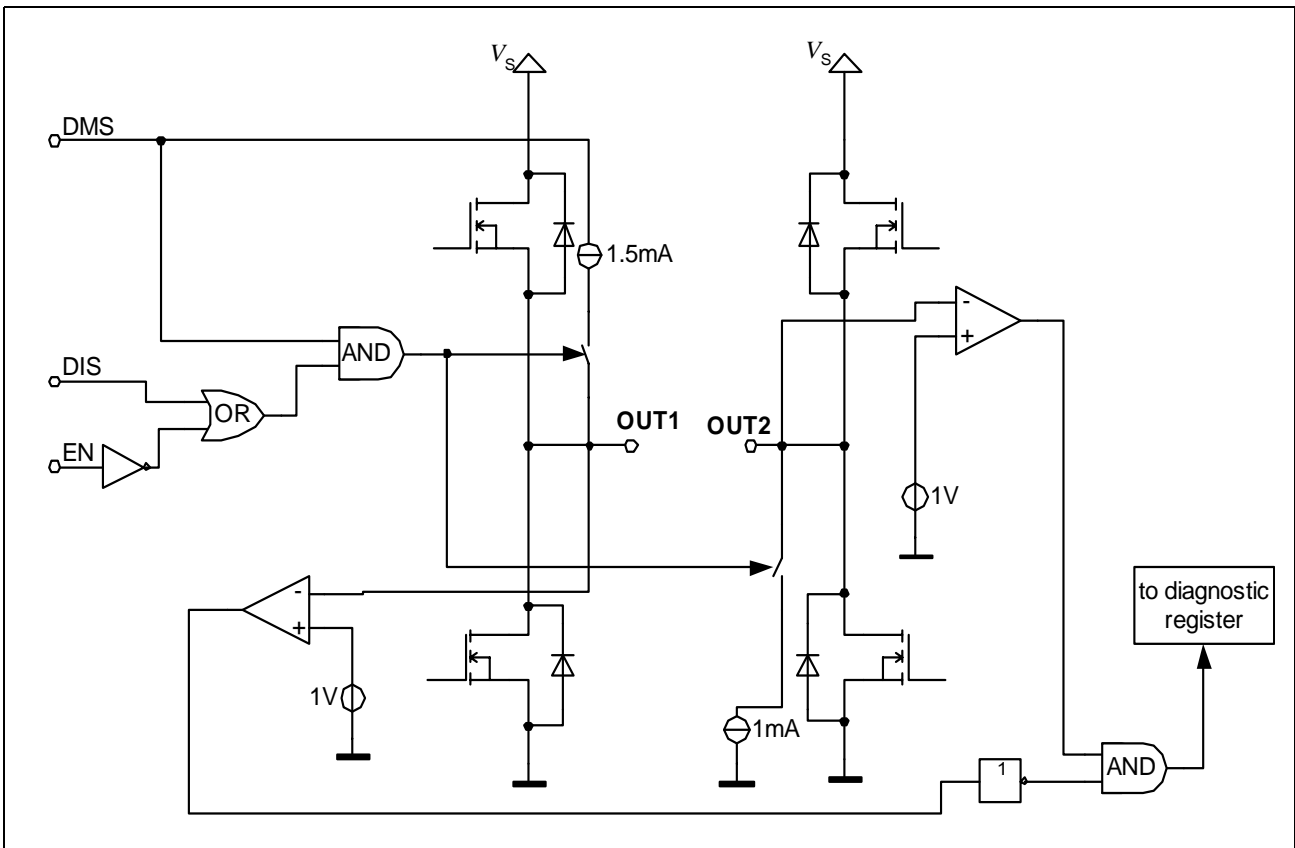 VS
VS
DMS
1.5mA
-
+
AND
DIS
OR
OUT1
OUT2
EN
1V
-
+
to diagnostic
register
1V
1mA
1
AND